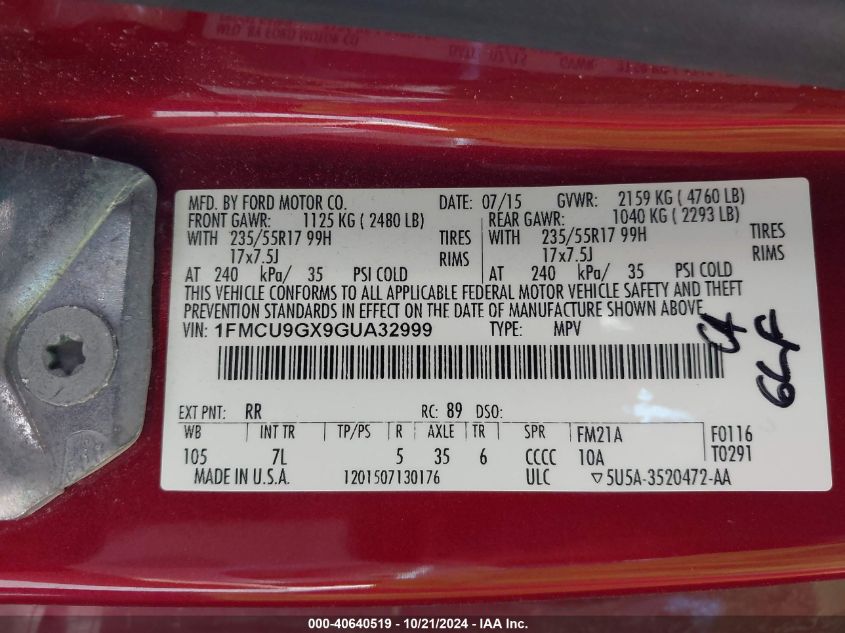 MFD. BY FORD MOTOR CO.
DATE: 07/15 GVWR: 2159 KG ( 4760 LB)
FRONT GAWR: 1125 KG ( 2480 LB) REAR GAWR: 1040 KG ( 2293 LB)
WITH 235/55R17 99H TIRES WITH 235/55R17 99H TIRES
17x7.5J RIMS 17x7.5J RIMS
AT 240 kPa/ 35 PSI COLD AT 240 kPa/ 35 PSI COLD
THIS VEHICLE CONFORMS TO ALL APPLICABLE FEDERAL MOTOR VEHICLE SAFETY AND THEFT
PREVENTION STANDARDS IN EFFECT ON THE DATE OF MANUFACTURE SHOWN ABOVE.
VIN: 1FMCU9GX9GUA32999 TYPE: MPV
EXT PNT: RR RC: 89 DSO:
WB INT TR TP/PS R AXLE TR SPR FM21A F0116
105 7L 5 35 6 CCCC 10A T0291
MADE IN U.S.A. 1201507130176 ULC ▽5U5A-3520472-AA
000-40640519 - 10/21/2024 - Copyright © 2024 IAA, Inc. All Rights Reserved.